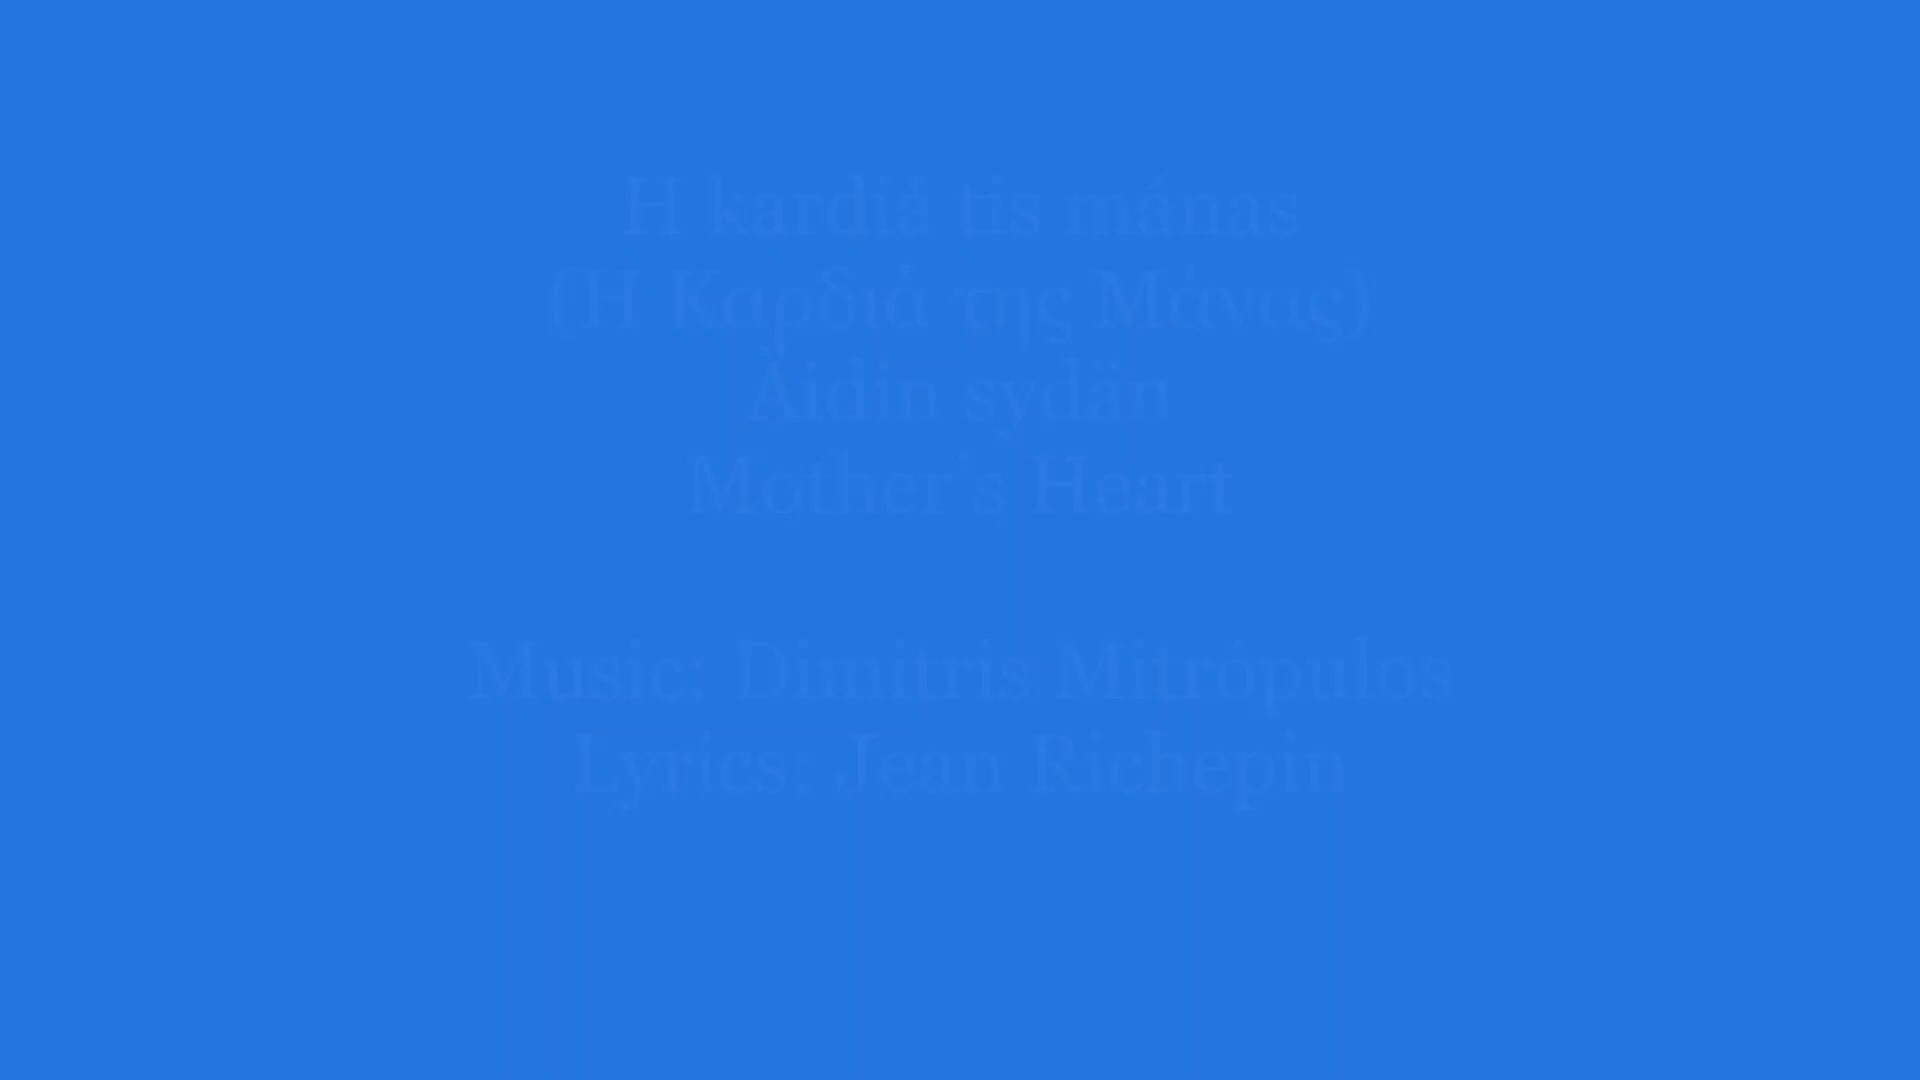 H kardiá tis mánas
(Η Καρδιά της Μάνας)
Äidin sydän
Mother's Heart
Music: Dimitris Mitrópulos
Lyrics: Jean Richepin